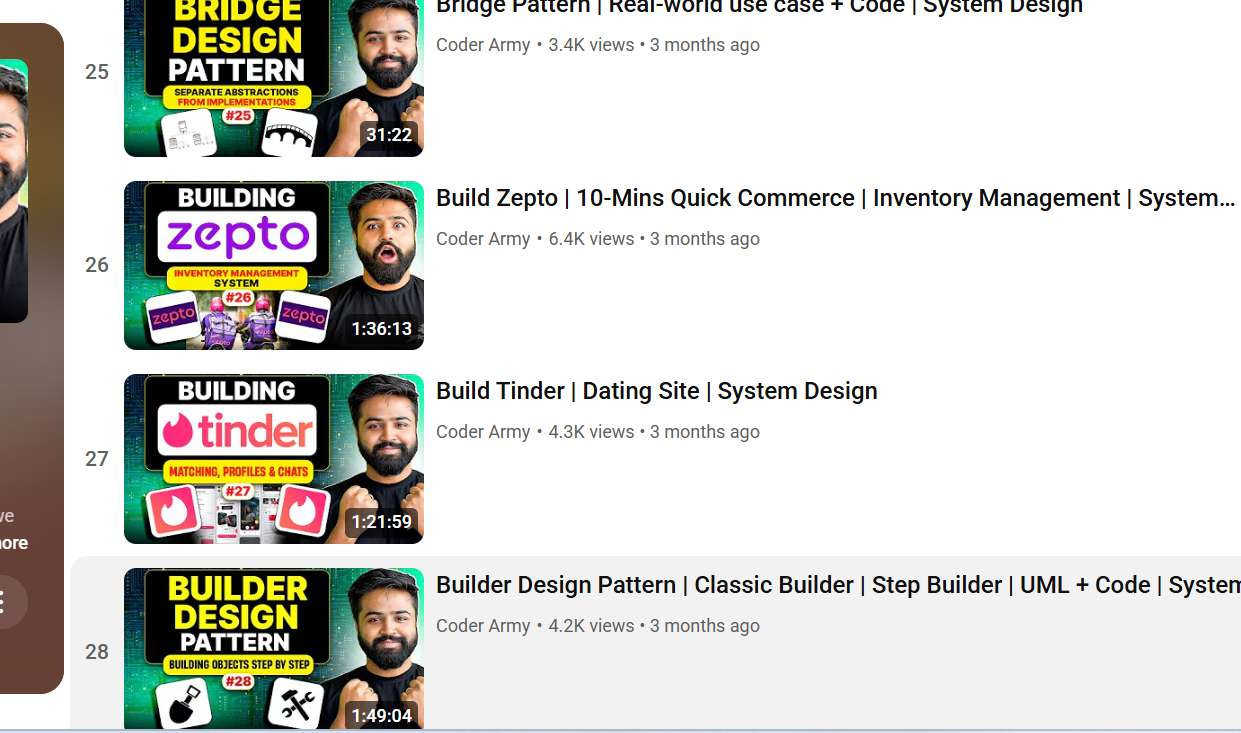 25
BRIDGE
DESIGN
PATTERN
SEPARATE ABSTRACTIONS
FROM IMPLEMENTATIONS
#25
31:22
Bridge Pattern | Real-world use case + Code | System Design
Coder Army • 3.4K views • 3 months ago
26
BUILDING
zepto
INVENTORY MANAGEMENT
SYSTEM
#26
zepto
zepto
1:36:13
Build Zepto | 10-Mins Quick Commerce | Inventory Management | System...
Coder Army • 6.4K views • 3 months ago
27
BUILDING
tinder
MATCHING, PROFILES & CHATS
#27
1:21:59
Build Tinder | Dating Site | System Design
Coder Army • 4.3K views • 3 months ago
28
BUILDER
DESIGN
PATTERN
BUILDING OBJECTS STEP BY STEP
#28
1:49:04
Builder Design Pattern | Classic Builder | Step Builder | UML + Code | System
Coder Army • 4.2K views • 3 months ago